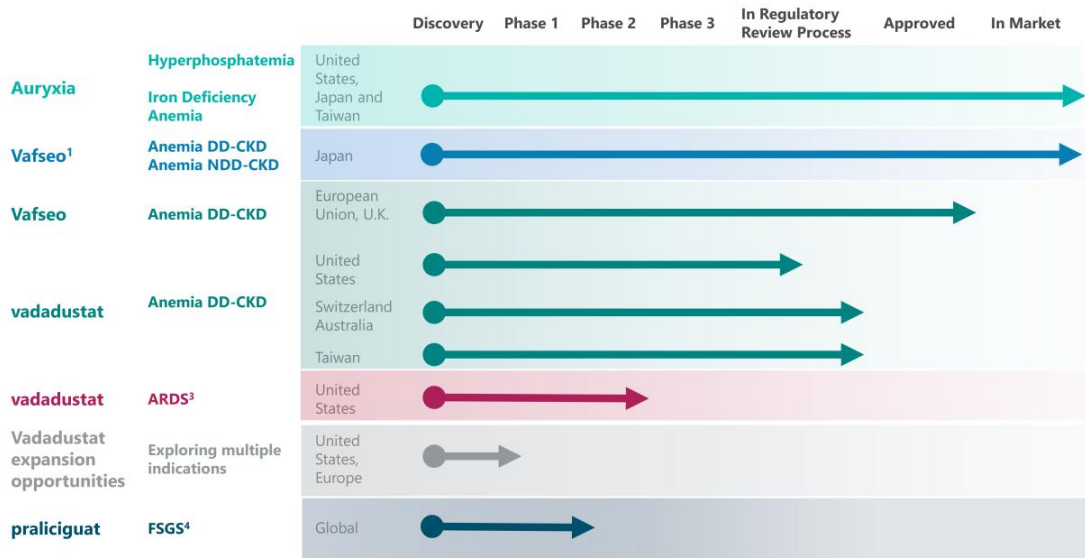 Discovery Phase 1 Phase 2 Phase 3 In Regulatory Review Process Approved In Market
Auryxia
Hyperphosphatemia
Iron Deficiency
Anemia
United
States,
Japan and
Taiwan
Vafseo¹
Anemia DD-CKD
Anemia NDD-CKD
Japan
Vafseo
Anemia DD-CKD
European
Union, U.K.
vadadustat
Anemia DD-CKD
United
States
Switzerland
Australia
Taiwan
vadadustat
ARDS³
United
States
Vadadustat
expansion
opportunities
Exploring multiple
indications
United
States,
Europe
praliciguat
FSGS⁴
Global